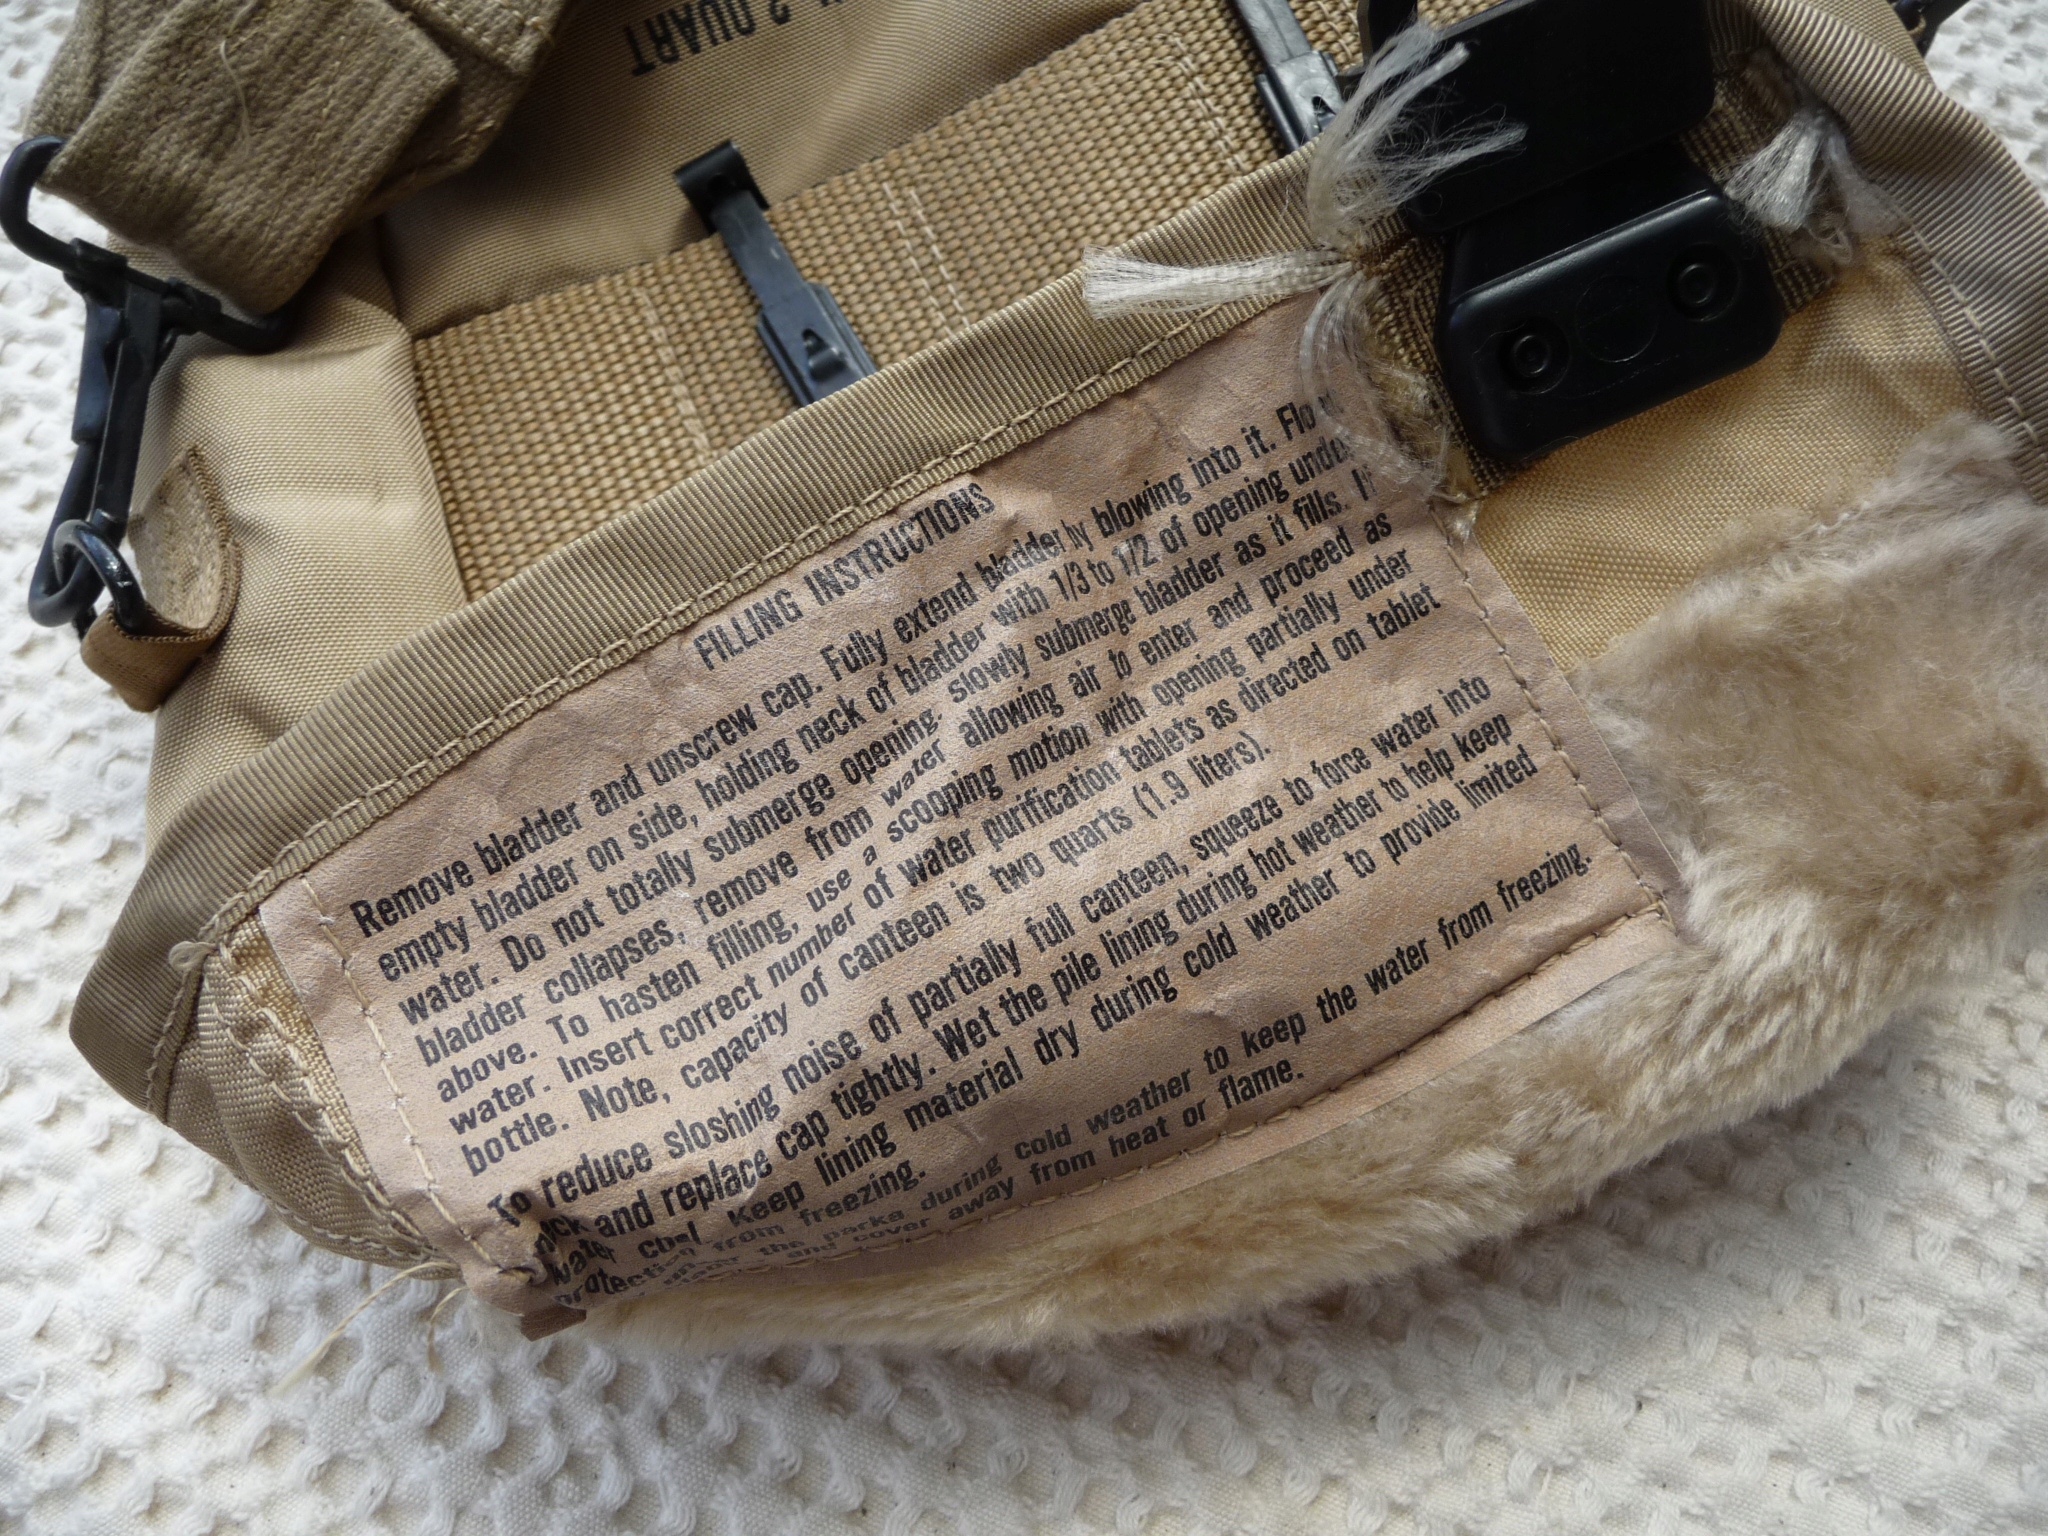 2 QUART
FILLING INSTRUCTIONS
Remove bladder and unscrew cap. Fully extend bladder by blowing into it. Flo
empty bladder on side, holding neck of bladder with 1/3 to 1/2 of opening under
water. Do not totally submerge opening. slowly submerge bladder as it fills. If
bladder collapses, remove from water allowing air to enter and proceed as
above. To hasten filling, use a scooping motion with opening partially under
water. Insert correct number of water purification tablets as directed on tablet
bottle. Note, capacity of canteen is two quarts (1.9 liters).
To reduce sloshing noise of partially full canteen, squeeze to force water into
and replace cap tightly. Wet the pile lining during hot weather to help keep
water cool. Keep lining material dry during cold weather to provide limited
protection from freezing.
the parka during cold weather to keep the water from freezing.
and cover away from heat or flame.